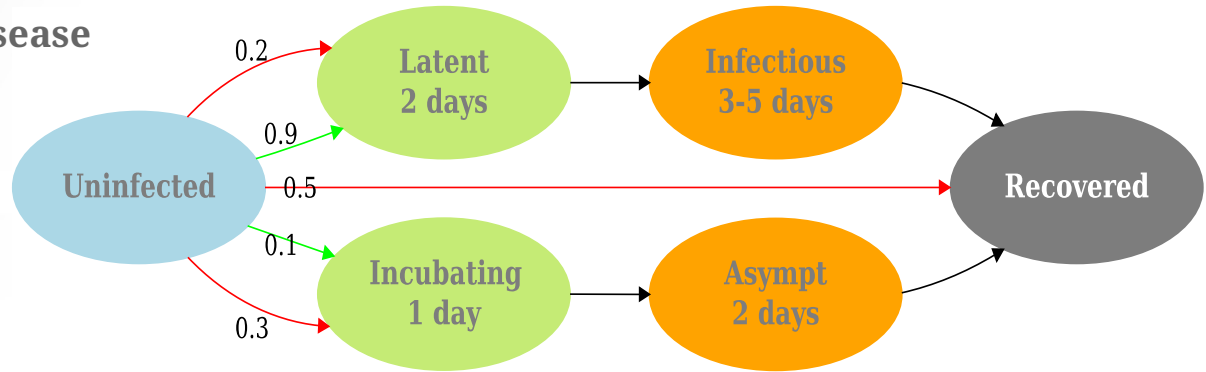 sease
0.2
Latent
2 days
Infectious
3-5 days
0.9
Uninfected
0.5
Recovered
0.1
Incubating
1 day
Asympt
2 days
0.3